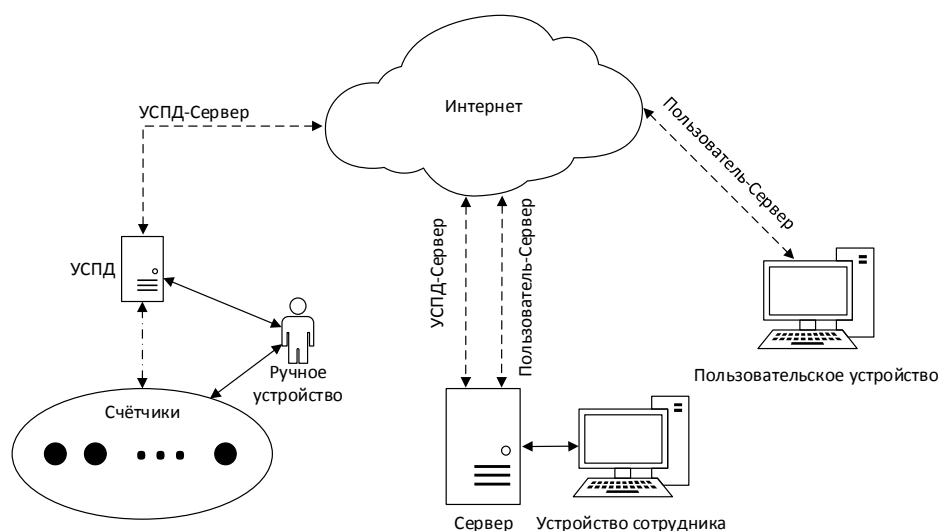 Интернет
УСПД-Сервер
Пользователь-Сервер
УСПД-Сервер
Пользователь-Сервер
УСПД
Ручное
устройство
Пользовательское устройство
Счётчики
Сервер
Устройство сотрудника